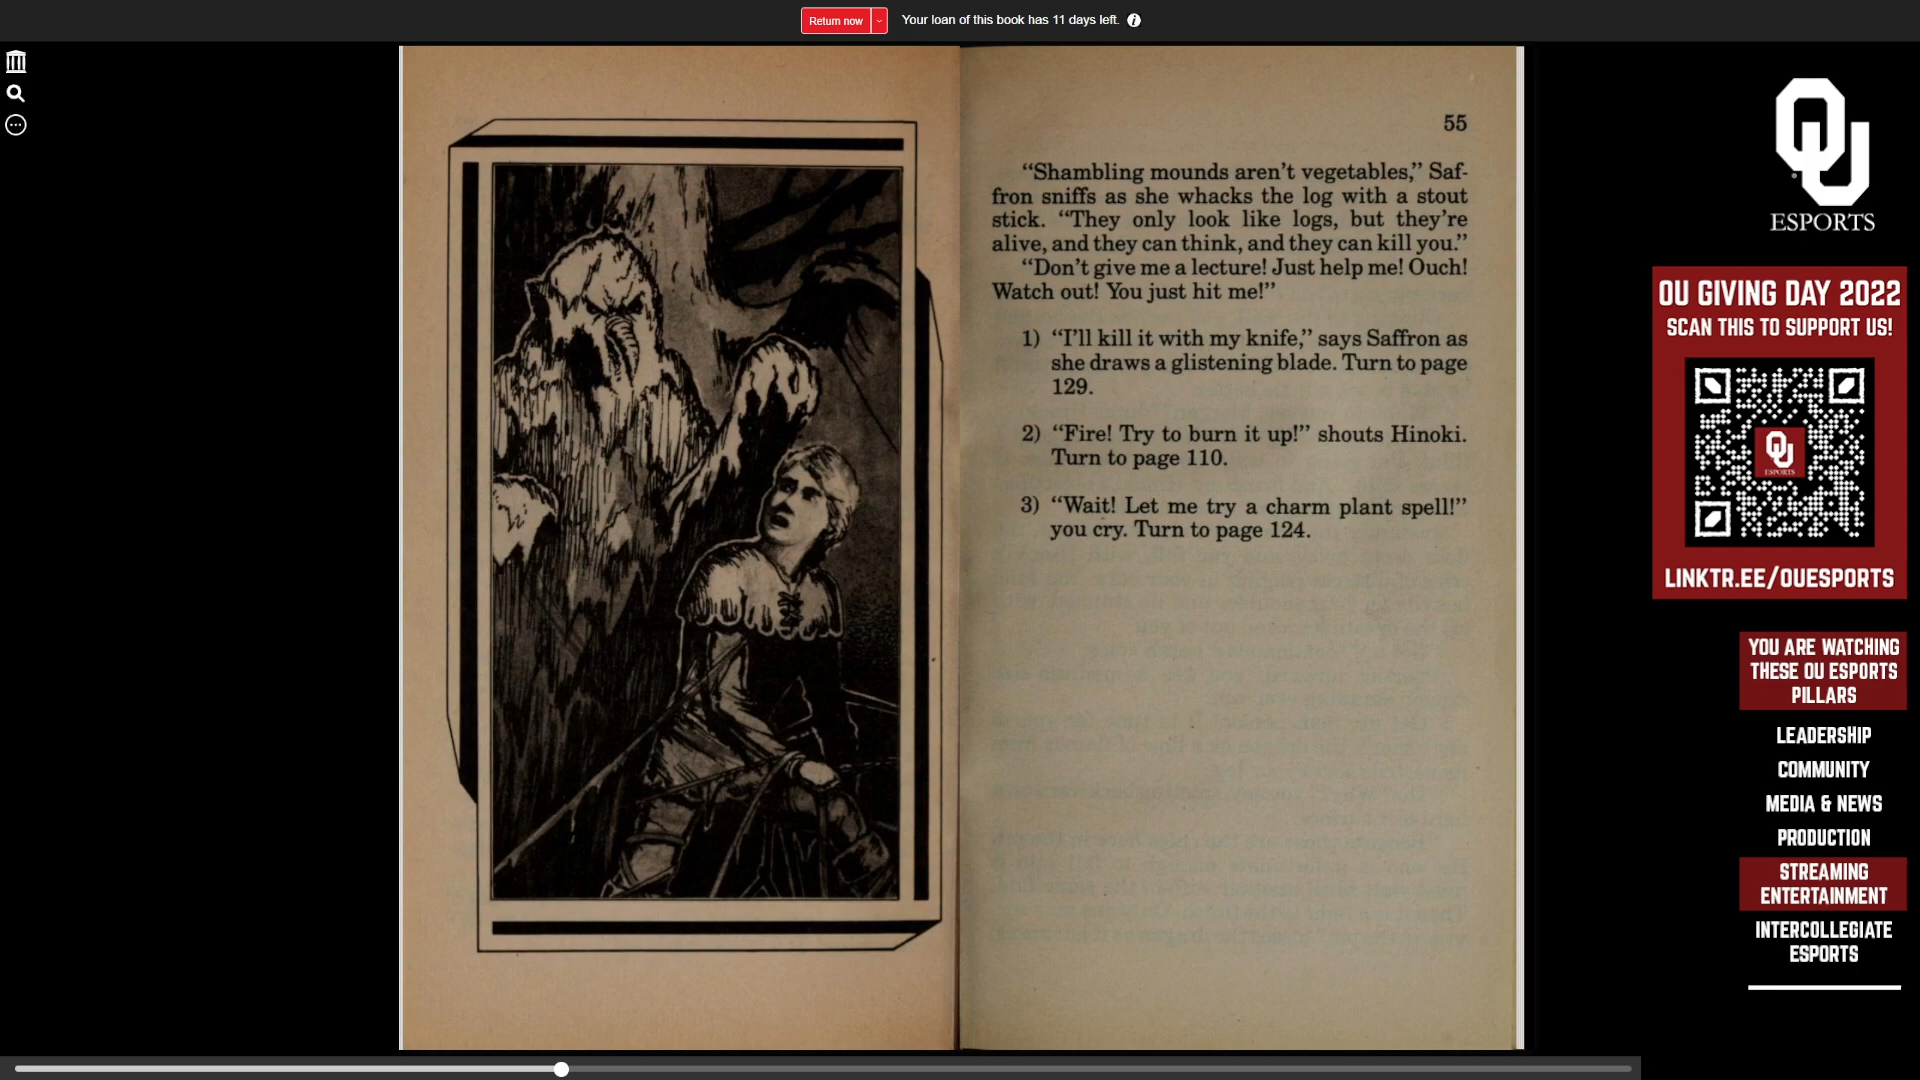 Return now
Your loan of this book has 11 days left.
55
“Shambling mounds aren’t vegetables,” Saf-
fron sniffs as she whacks the log with a stout
stick. “They only look like logs, but they’re
alive, and they can think, and they can kill you.”
“Don’t give me a lecture! Just help me! Ouch!
Watch out! You just hit me!”
1) “I’ll kill it with my knife,” says Saffron as
she draws a glistening blade. Turn to page
129.
2) “Fire! Try to burn it up!” shouts Hinoki.
Turn to page 110.
3) “Wait! Let me try a charm plant spell!”
you cry. Turn to page 124.
OU
ESPORTS
OU GIVING DAY 2022
SCAN THIS TO SUPPORT US!
OU
ESPORTS
LINKTR.EE/OUESPORTS
YOU ARE WATCHING
THESE OU ESPORTS
PILLARS
LEADERSHIP
COMMUNITY
MEDIA & NEWS
PRODUCTION
STREAMING
ENTERTAINMENT
INTERCOLLEGIATE
ESPORTS